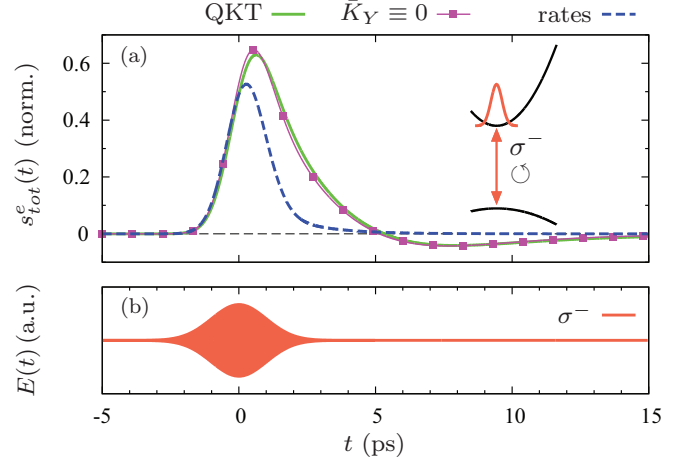 QKT K̄_Y ≡ 0 rates
(a)
s^e_tot(t) (norm.)
0.6
0.4
0.2
0
σ⁻
(b)
E(t) (a.u.)
σ⁻
-5 0 5 10 15
t (ps)